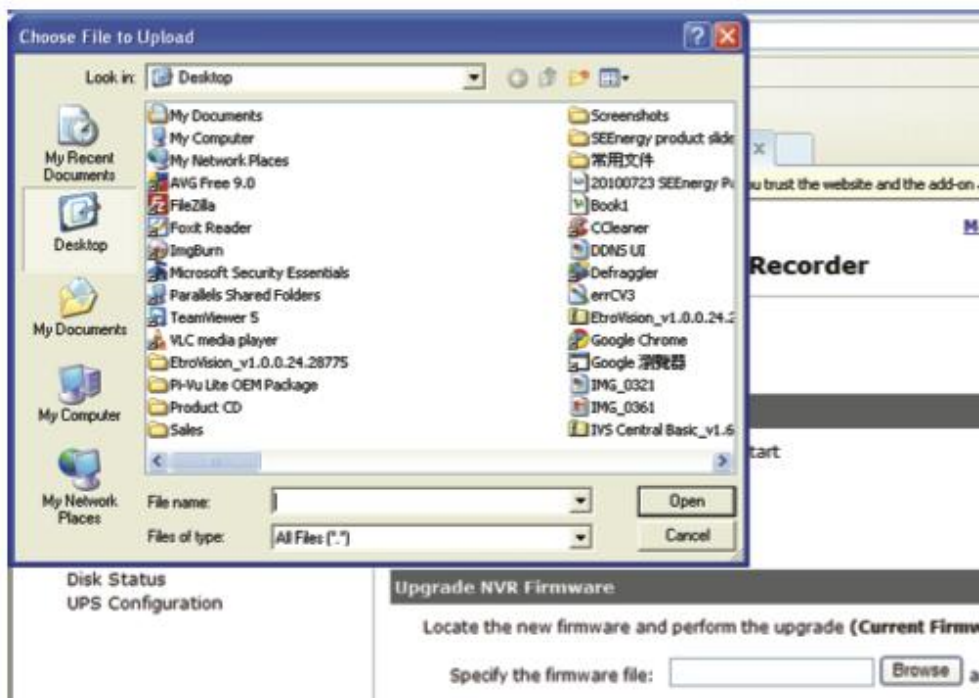 Choose File to Upload
Look in: Desktop
My Recent Documents
Desktop
My Documents
My Computer
My Network Places
My Documents
My Computer
My Network Places
AVG Free 9.0
FileZilla
Foxit Reader
ImgBurn
Microsoft Security Essentials
Parallels Shared Folders
TeamViewer 5
VLC media player
EtroVision_v1.0.0.24.28775
Pi-Vu Lite OEM Package
Product CD
Sales
Screenshots
SEEnergy product slide
常用文件
20100723 SEEnergy
Book1
CCleaner
DDNS UI
Defraggler
errCV3
EtroVision_v1.0.0.24.2
Google Chrome
Google 瀏覽器
IMG_0321
IMG_0361
IVS Central Basic_v1.6
File name:
Open
Files of type: All Files (*.*)
Cancel
trust the website and the add-on
Recorder
tart
Disk Status
UPS Configuration
Upgrade NVR Firmware
Locate the new firmware and perform the upgrade (Current Firmw
Specify the firmware file: Browse